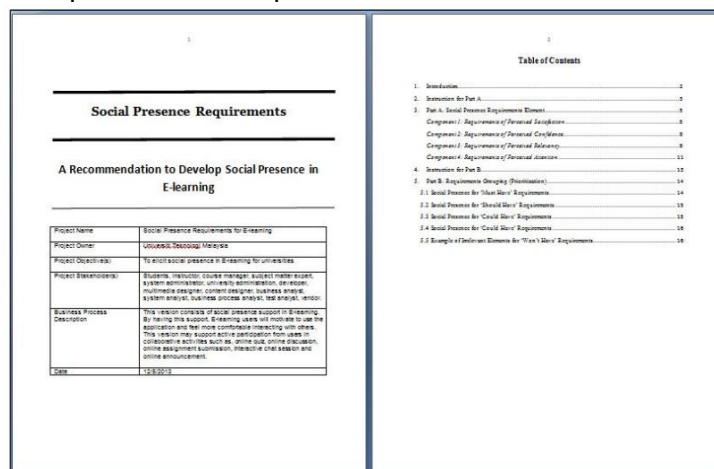 1
Social Presence Requirements
A Recommendation to Develop Social Presence in
E-learning
Project Name Social Presence Requirements for E-learning
Project Owner Universiti Teknologi Malaysia
Project Objective(s) To elicit social presence in E-learning for universities
Project Stakeholder(s) Students, instructor, course manager, subject matter expert,
system administrator, university administration, developer,
multimedia designer, content designer, business analyst,
system analyst, business process analyst, test analyst, vendor.
Business Process This version consists of social presence support in E-learning.
Description By having this support, E-learning users will motivate to use the
application and feel more comfortable interacting with others.
This version may support active participation from users in
collaborative activities such as, online quiz, online discussion,
online assignment submission, interactive chat session and
online announcement.
Date 12/8/2013
2
Table of Contents
1. Introduction
2. Instruction for Part A
3. Part A: Social Presence Requirements Element
Component 1: Requirements of Perceived Satisfaction
Component 2: Requirements of Perceived Confidence
Component 3: Requirements of Perceived Relevancy
Component 4: Requirements of Perceived Attention 11
4. Instruction for Part B
5. Part B: Requirements Grouping (Prioritization) 14
5.1 Social Presence for 'Must Have' Requirements 14
5.2 Social Presence for 'Should Have' Requirements
5.3 Social Presence for 'Could Have' Requirements
5.4 Social Presence for 'Could Have' Requirements
5.5 Example of Irrelevant Elements for 'Won't Have' Requirements